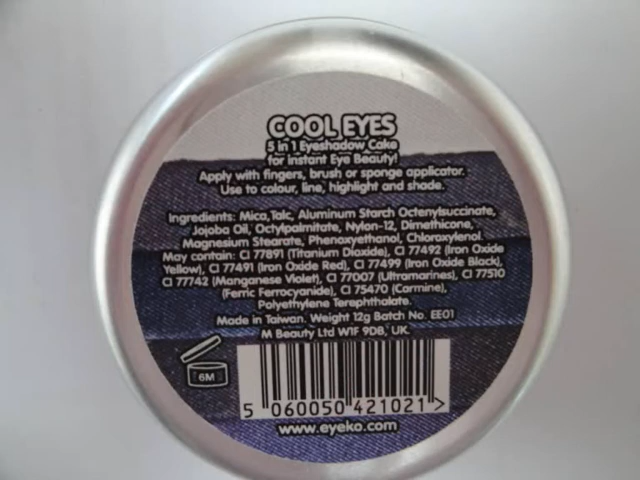 COOL EYES
5 in 1 Eyeshadow Cake
for instant Eye Beauty!
Apply with fingers, brush or sponge applicator.
Use to colour, line, highlight and shade.
Ingredients: Mica, Talc, Aluminum Starch Octenylsuccinate,
Jojoba Oil, Octylpalmitate, Nylon-12, Dimethicone,
Magnesium Stearate, Phenoxyethanol, Chloroxylenol.
May contain: CI 77891 (Titanium Dioxide), CI 77492 (Iron Oxide
Yellow), CI 77491 (Iron Oxide Red), CI 77499 (Iron Oxide Black),
CI 77742 (Manganese Violet), CI 77007 (Ultramarines), CI 77510
(Ferric Ferrocyanide), CI 75470 (Carmine),
Polyethylene Terephthalate.
Made in Taiwan. Weight 12g Batch No. EE01
M Beauty Ltd W1F 9DB, UK.
6M
5 060050 421021 >
www.eyeko.com